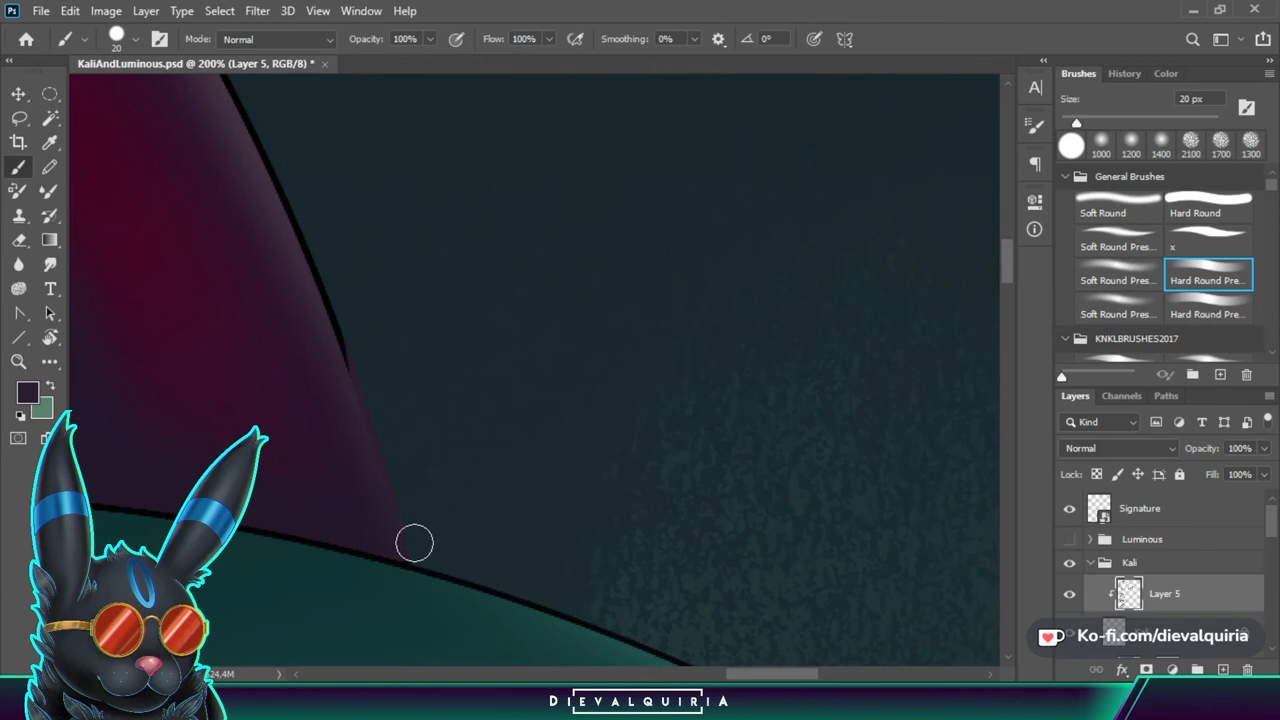 Ps File Edit Image Layer Type Select Filter 3D View Window Help
20 Mode: Normal Opacity: 100% Flow: 100% Smoothing: 0% 0°
KaliAndLuminous.psd @ 200% (Layer 5, RGB/8) *
Brushes History Color
Size: 20 px
1000 1200 1400 2100 1700 1300
General Brushes
Soft Round Hard Round
Soft Round Pres... x
Soft Round Pres... Hard Round Pre...
Soft Round Pres... Hard Round Pre...
KNKLBRUSHES2017
Layers Channels Paths
Kind
Normal Opacity: 100%
Lock: Fill: 100%
Signature
Luminous
Kali
Layer 5
Ko-fi.com/dievalquiria
24,4M
DIEVALQUIRIA